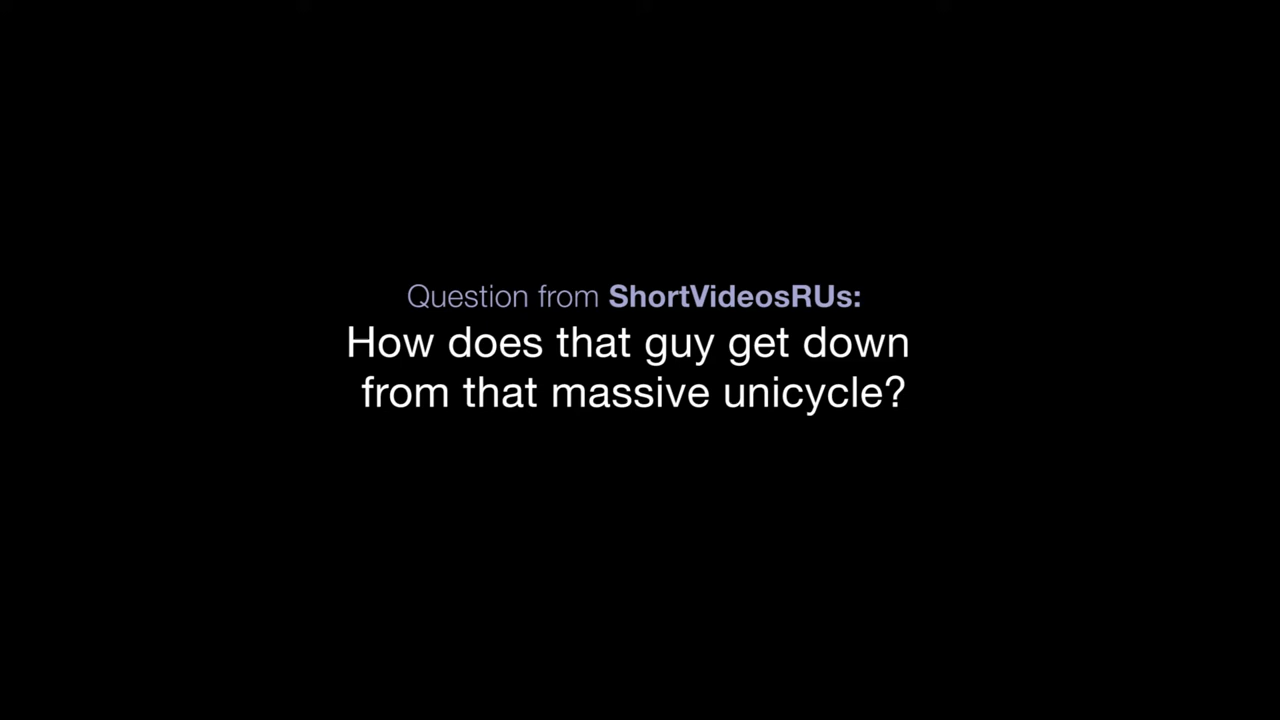 Question from ShortVideosRUs:
How does that guy get down
from that massive unicycle?